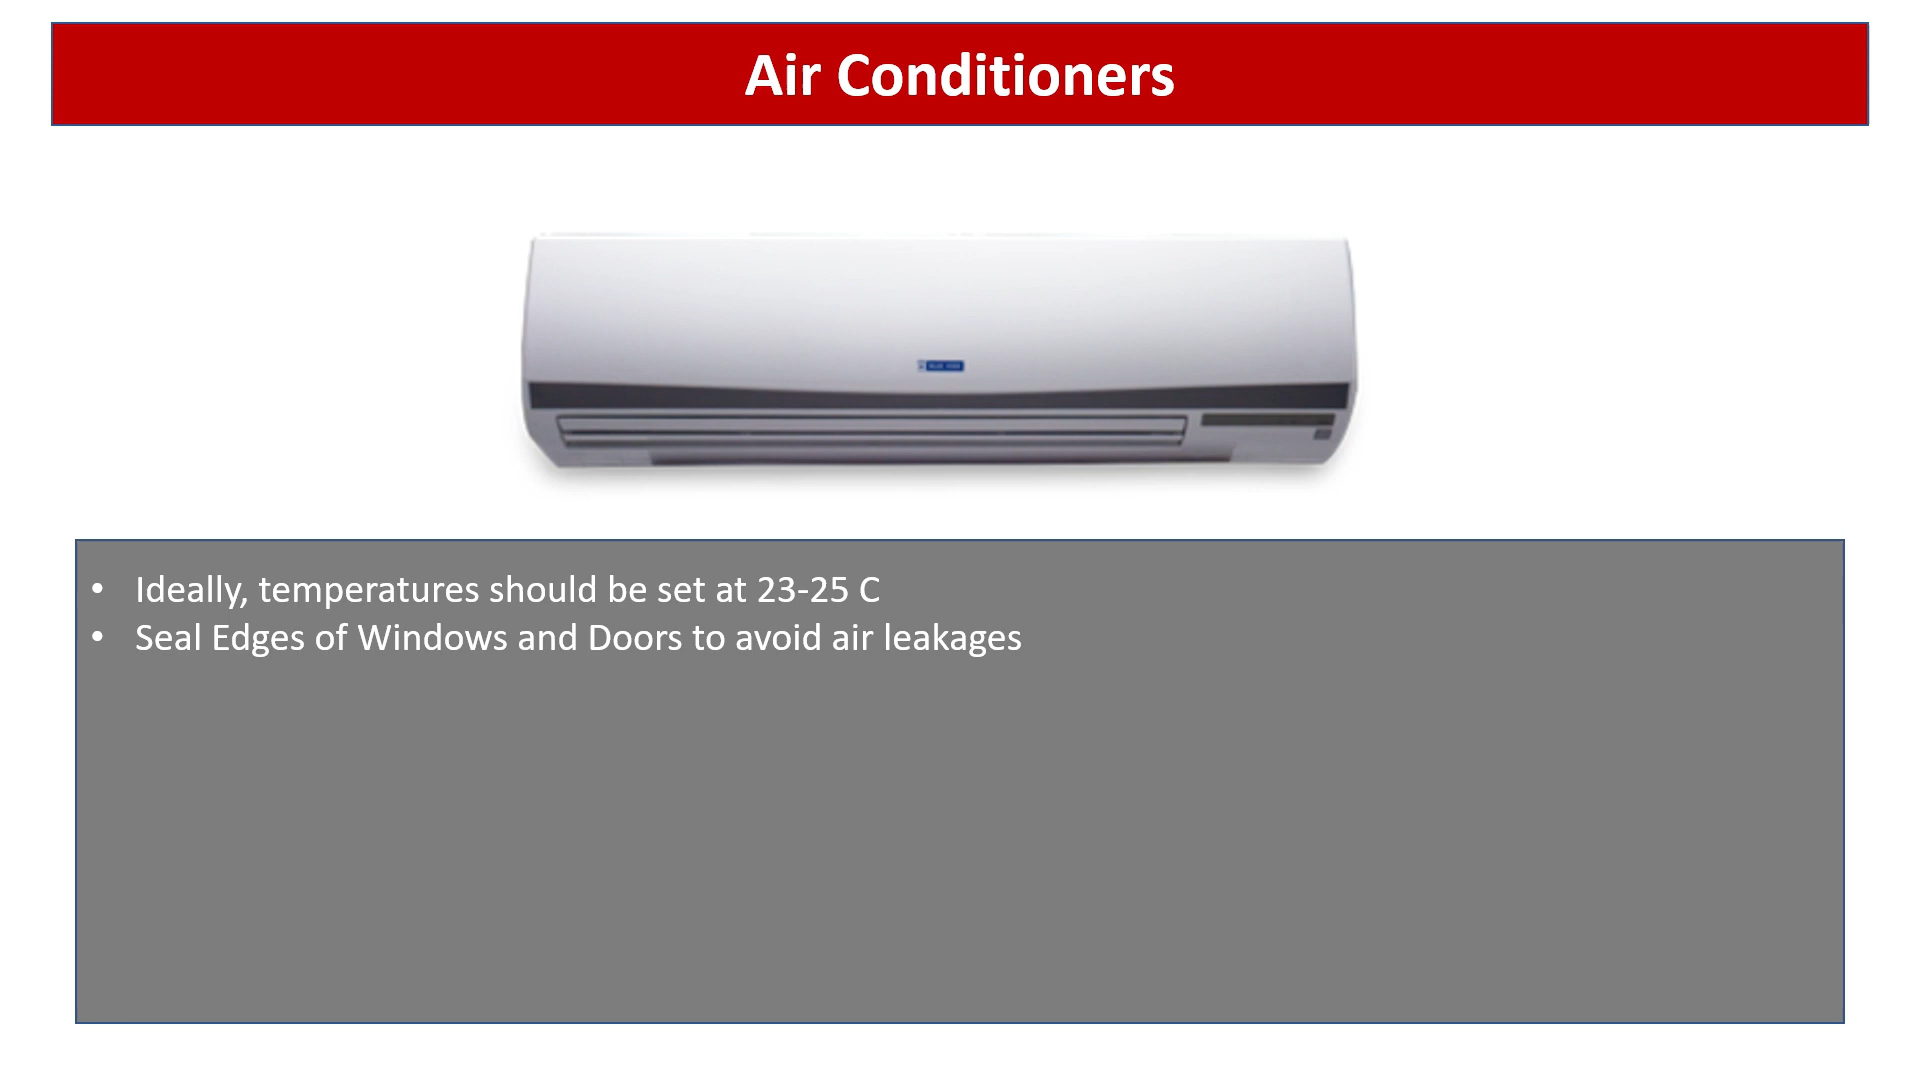 Air Conditioners
• Ideally, temperatures should be set at 23-25 C
• Seal Edges of Windows and Doors to avoid air leakages